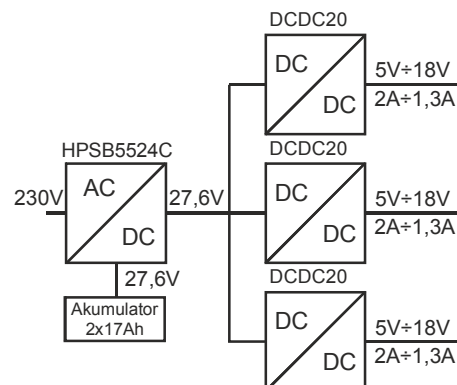 DCDC20
DC
DC
5V÷18V
2A÷1,3A
HPSB5524C
230V
AC
DC
27,6V
27,6V
Akumulator
2x17Ah
DCDC20
DC
DC
5V÷18V
2A÷1,3A
DCDC20
DC
DC
5V÷18V
2A÷1,3A